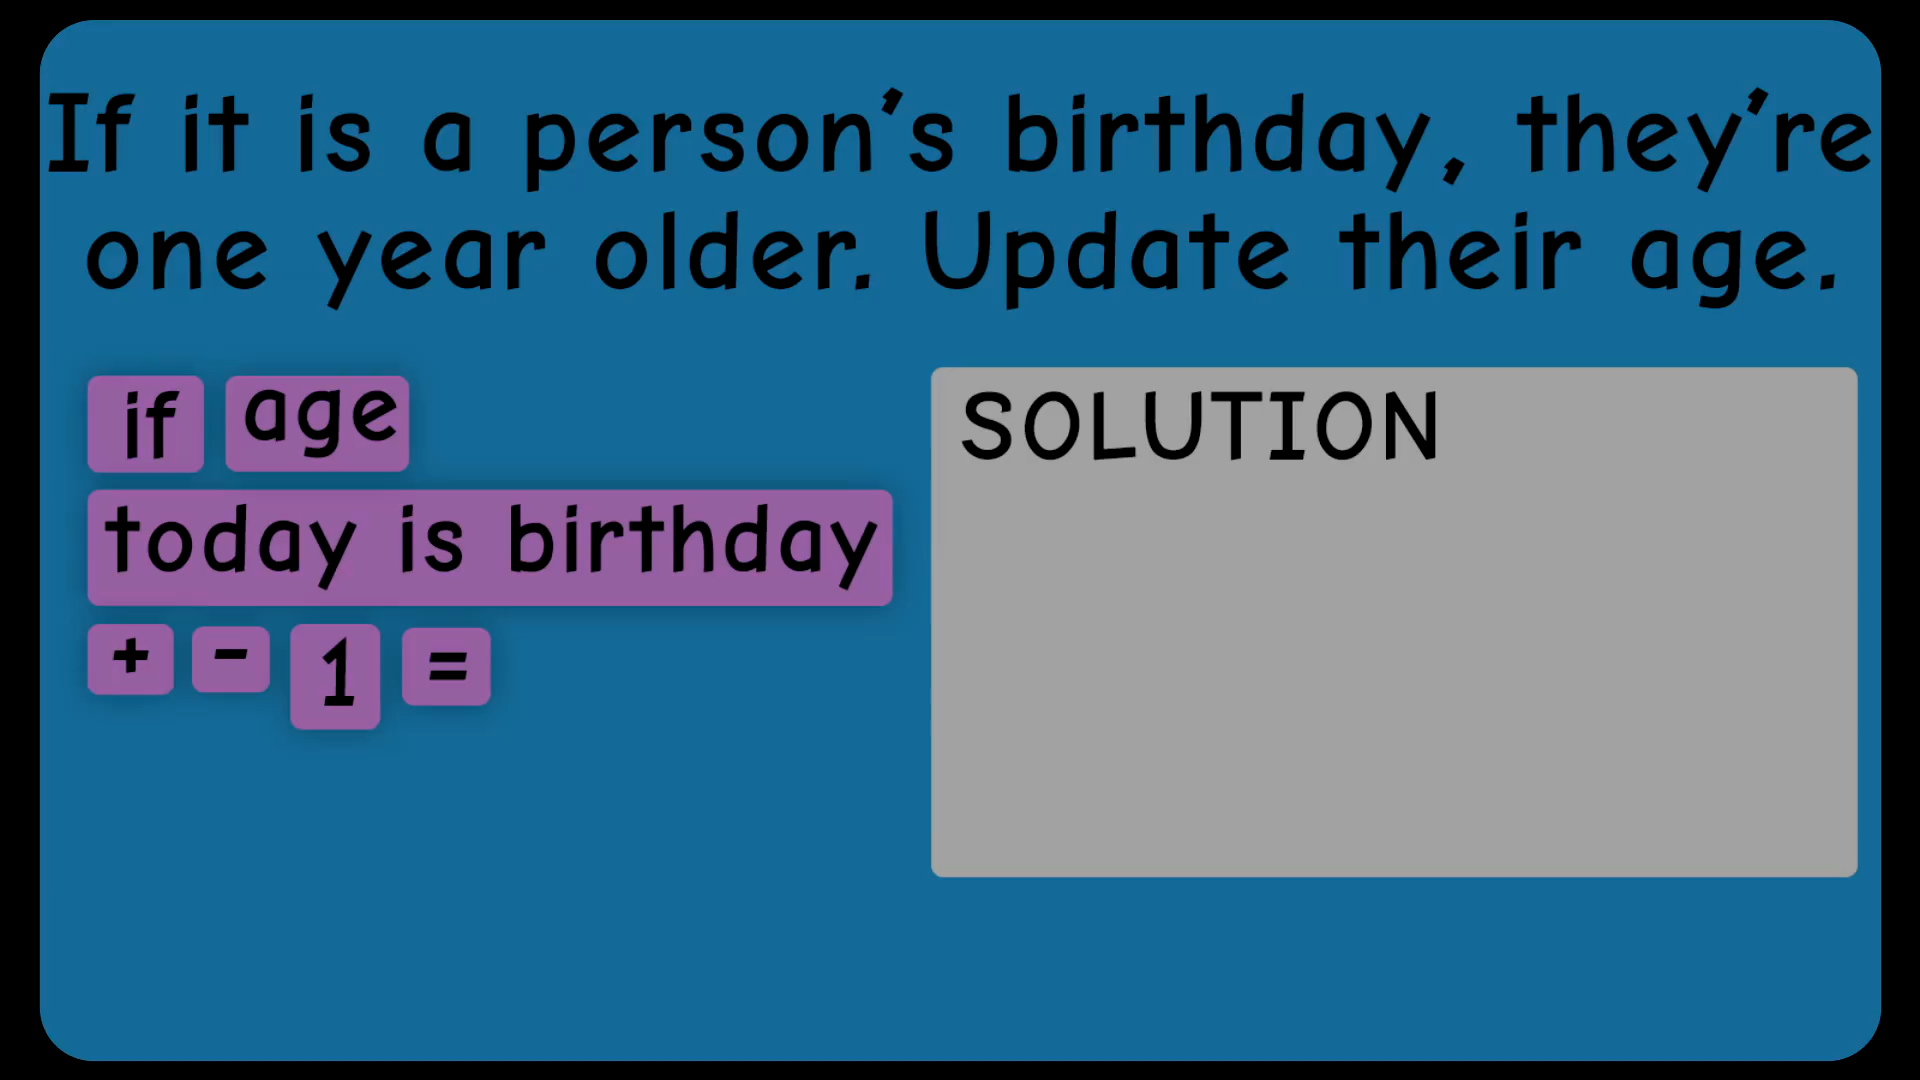 If it is a person's birthday, they're
one year older. Update their age.
if age
today is birthday
+ - 1 =
SOLUTION